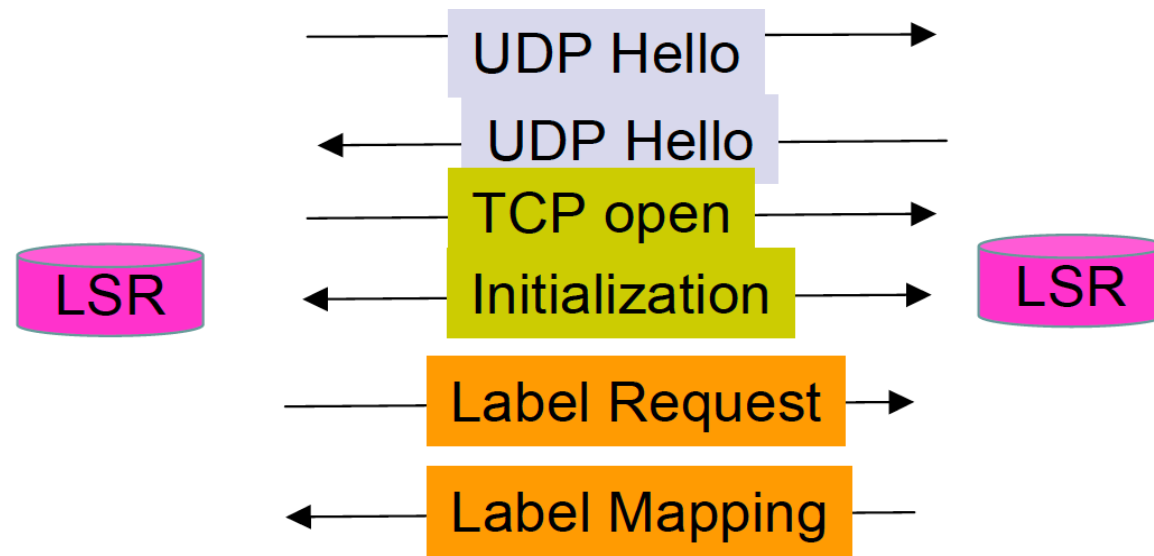 UDP Hello
UDP Hello
TCP open
LSR
Initialization
LSR
Label Request
Label Mapping